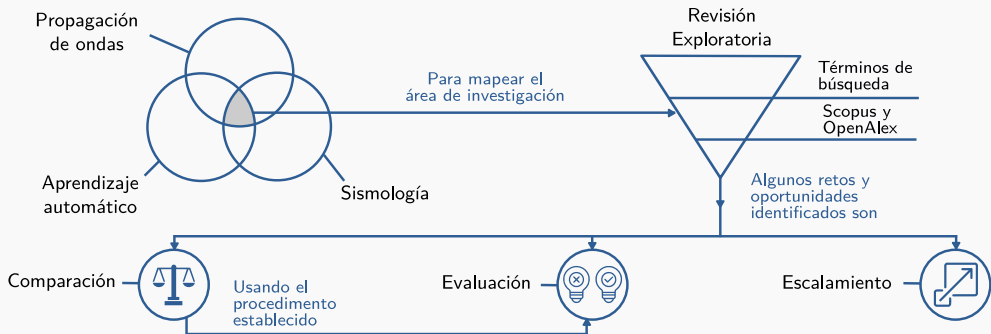 Propagación
de ondas
Revisión
Exploratoria
Para mapear el
área de investigación
Términos de
búsqueda
Scopus y
OpenAlex
Aprendizaje
automático
Sismología
Algunos retos y
oportunidades
identificados son
Comparación
Usando el
procedimento
establecido
Evaluación
Escalamiento